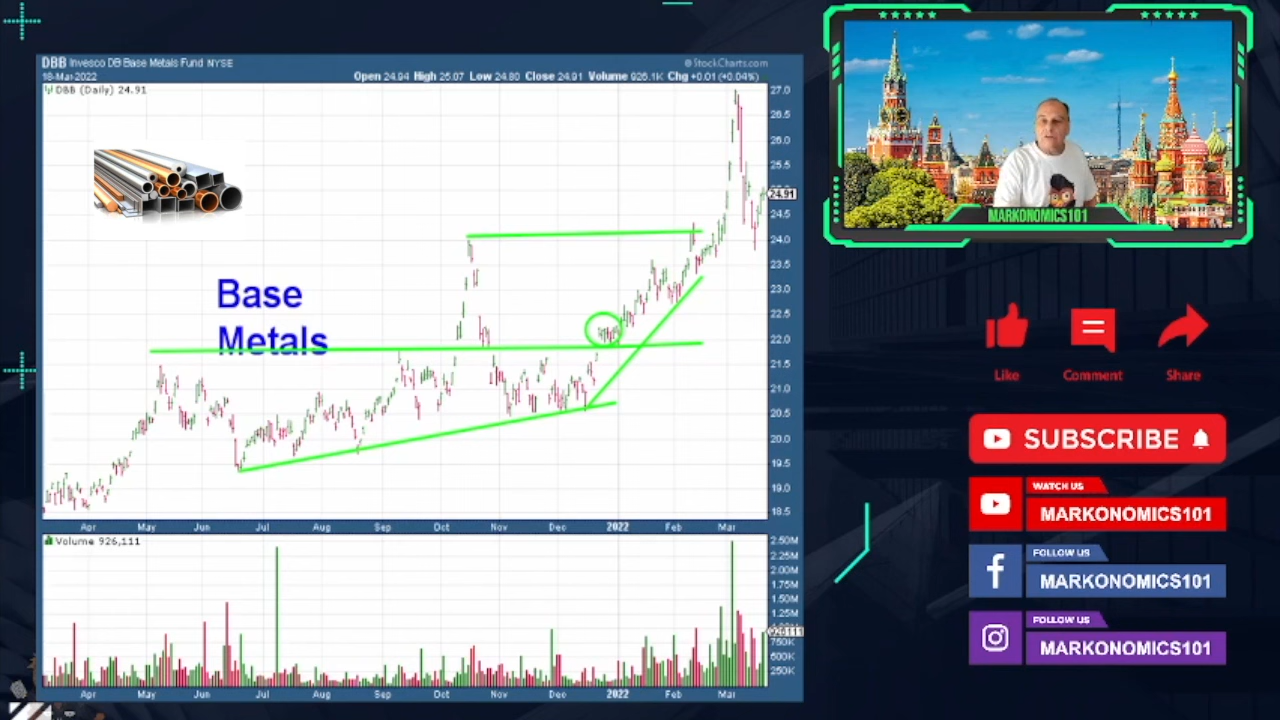 DBB Invesco DB Base Metals Fund NYSE
© StockCharts.com
18-Mar-2022
Open 24.94 High 25.07 Low 24.80 Close 24.91 Volume 926.1K Chg +0.01 (+0.04%)
DBB (Daily) 24.91
27.0
26.5
26.0
25.5
24.91
24.5
24.0
23.5
23.0
22.5
22.0
21.5
21.0
20.5
20.0
19.5
19.0
18.5
Base
Metals
Apr May Jun Jul Aug Sep Oct Nov Dec 2022 Feb Mar
Volume 926,111
2.50M
2.25M
2.00M
1.75M
1.50M
1.25M
926111
750K
500K
250K
Apr May Jun Jul Aug Sep Oct Nov Dec 2022 Feb Mar
MARKONOMICS101
Like Comment Share
SUBSCRIBE
WATCH US
MARKONOMICS101
FOLLOW US
MARKONOMICS101
FOLLOW US
MARKONOMICS101